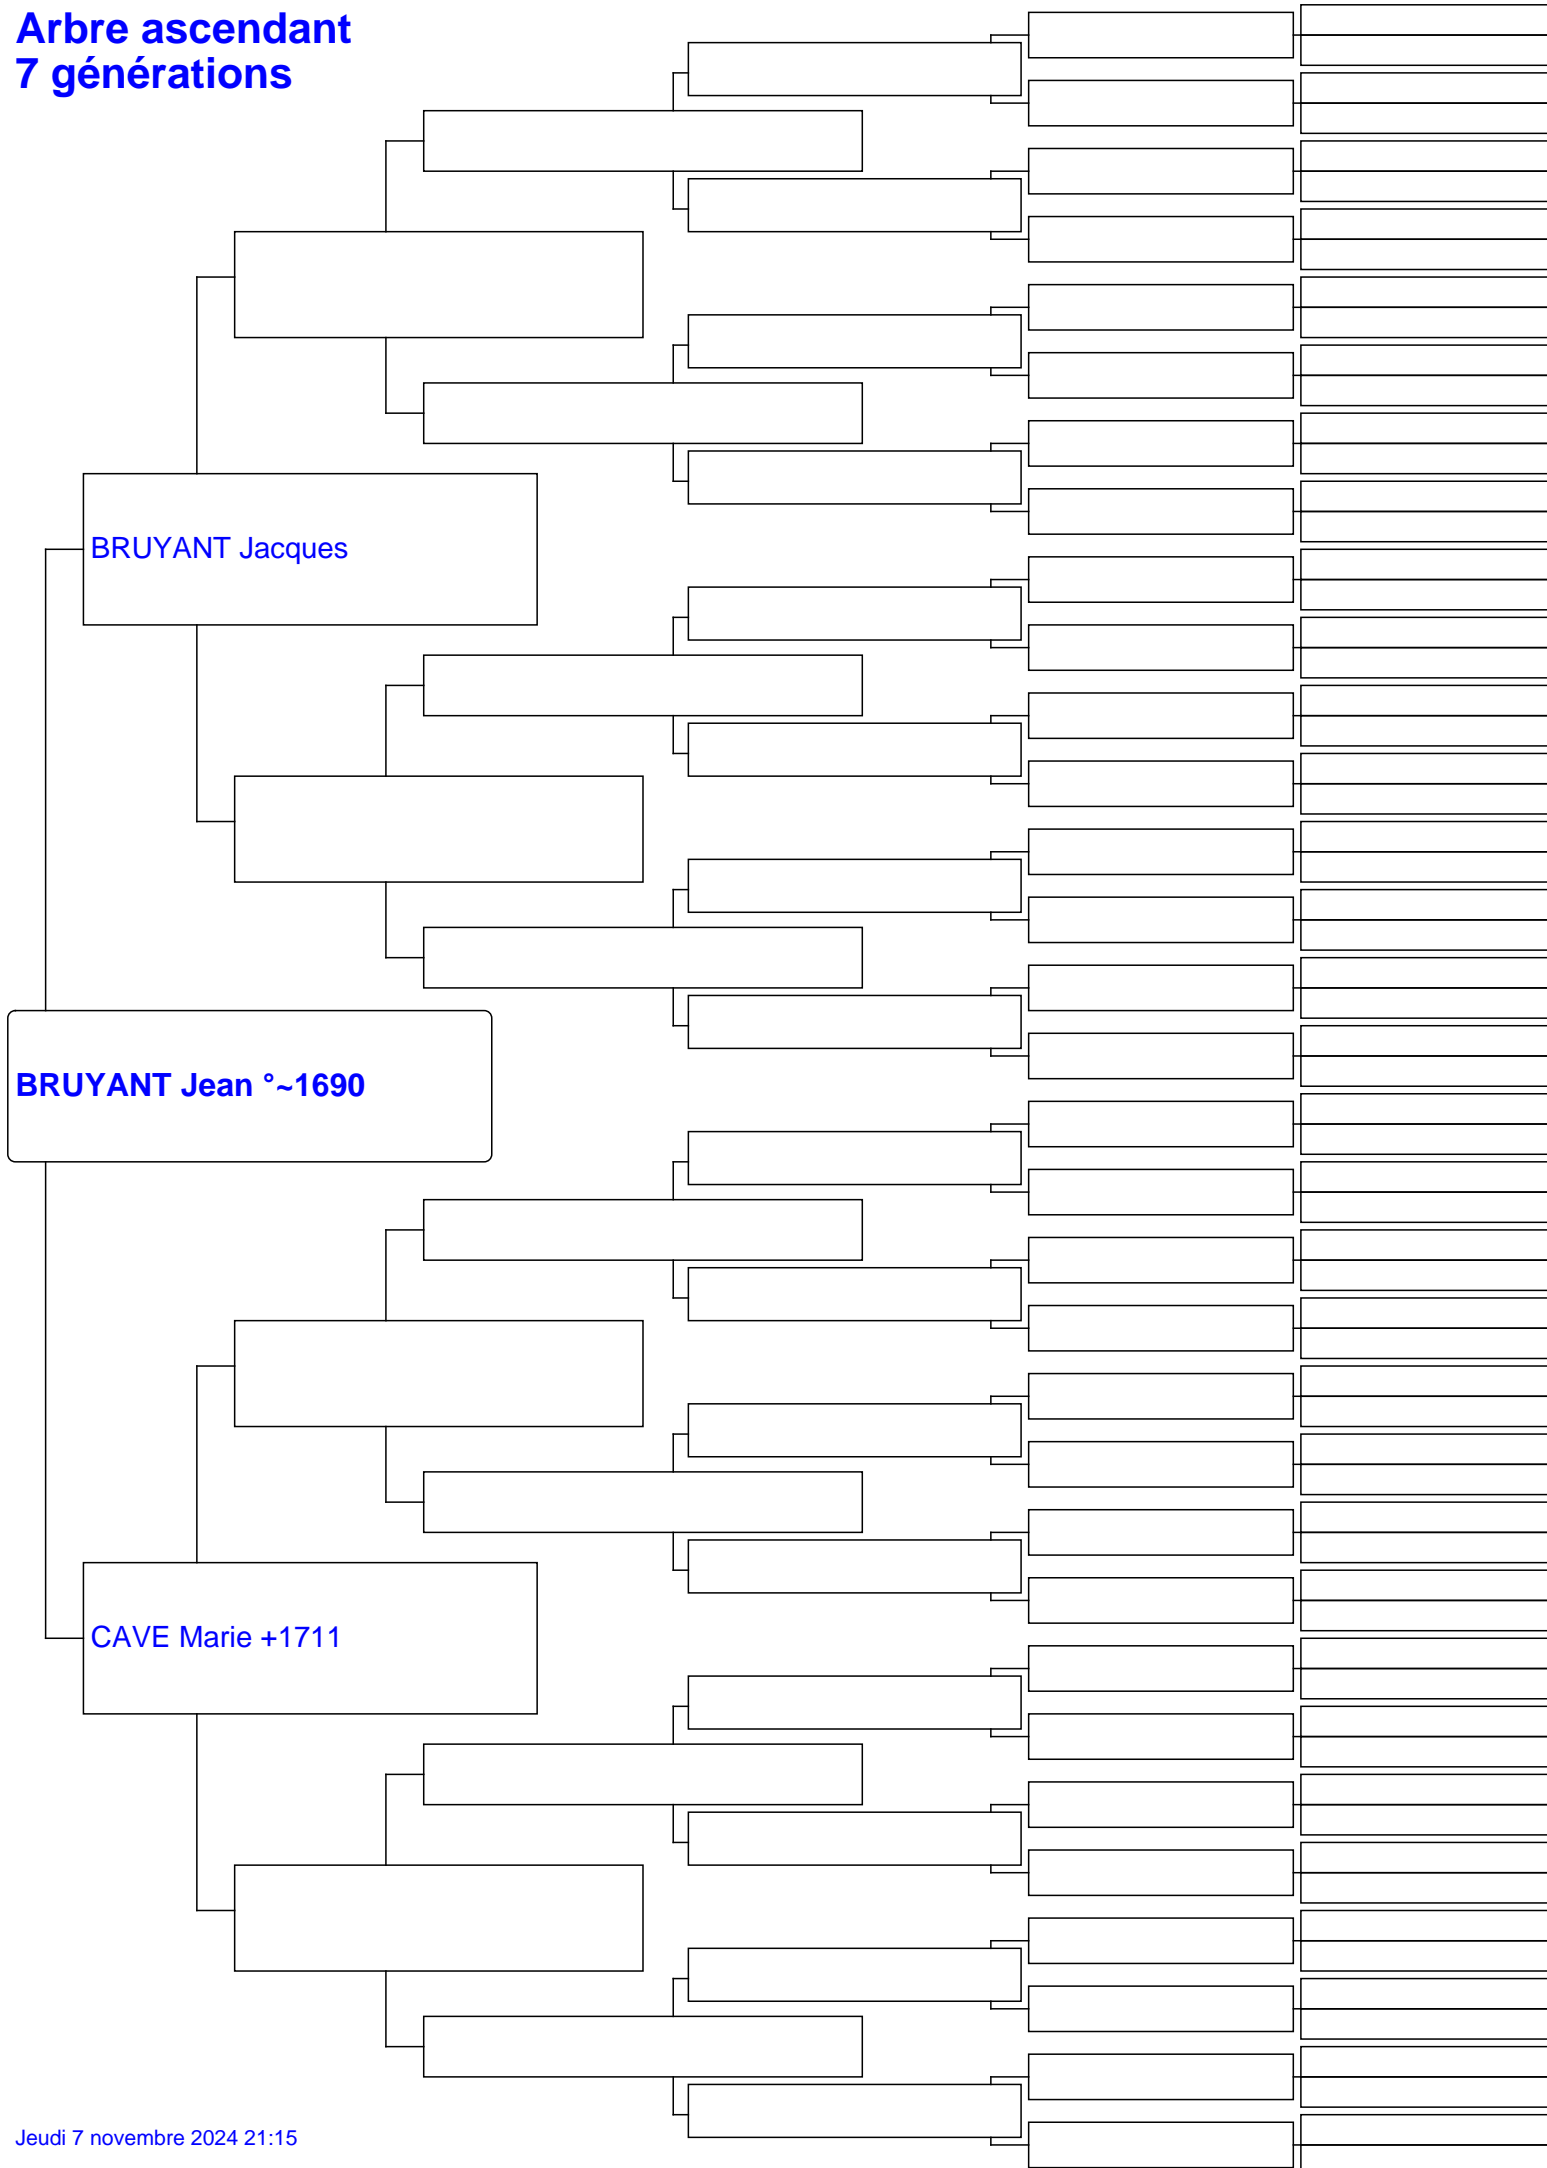 Arbre ascendant
7 générations
BRUYANT Jacques
BRUYANT Jean °~1690
CAVE Marie +1711
Jeudi 7 novembre 2024 21:15